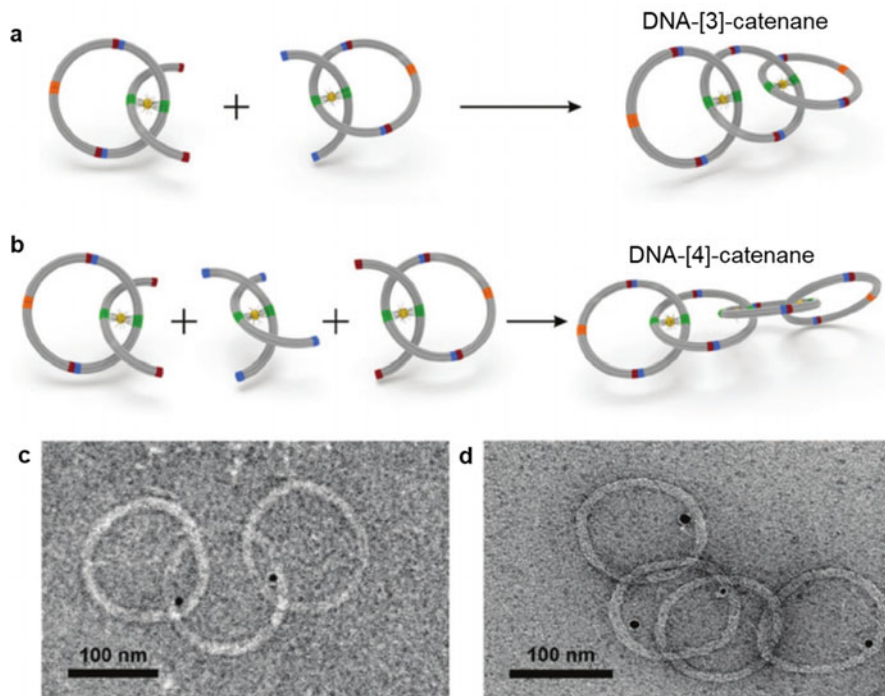 a
DNA-[3]-catenane
b
DNA-[4]-catenane
c
d
100 nm
100 nm